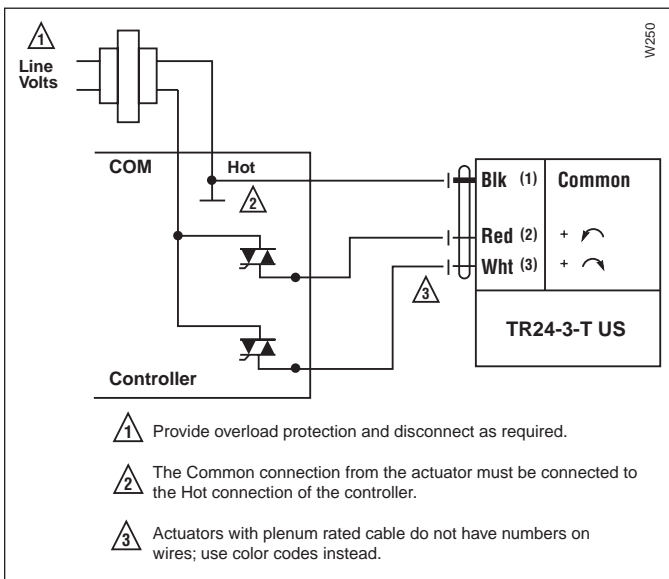 W250
1
Line
Volts
COM
Hot
2
Blk (1) Common
Red (2) +
Wht (3) +
3
TR24-3-T US
Controller
1 Provide overload protection and disconnect as required.
2 The Common connection from the actuator must be connected to
the Hot connection of the controller.
3 Actuators with plenum rated cable do not have numbers on
wires; use color codes instead.